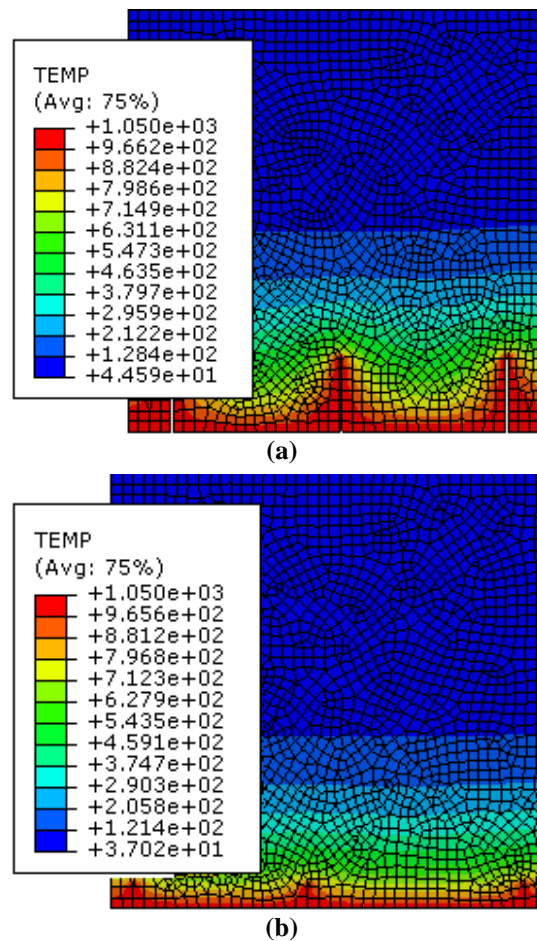 TEMP
(Avg: 75%)
+1.050e+03
+9.662e+02
+8.824e+02
+7.986e+02
+7.149e+02
+6.311e+02
+5.473e+02
+4.635e+02
+3.797e+02
+2.959e+02
+2.122e+02
+1.284e+02
+4.459e+01
(a)
TEMP
(Avg: 75%)
+1.050e+03
+9.656e+02
+8.812e+02
+7.968e+02
+7.123e+02
+6.279e+02
+5.435e+02
+4.591e+02
+3.747e+02
+2.903e+02
+2.058e+02
+1.214e+02
+3.702e+01
(b)